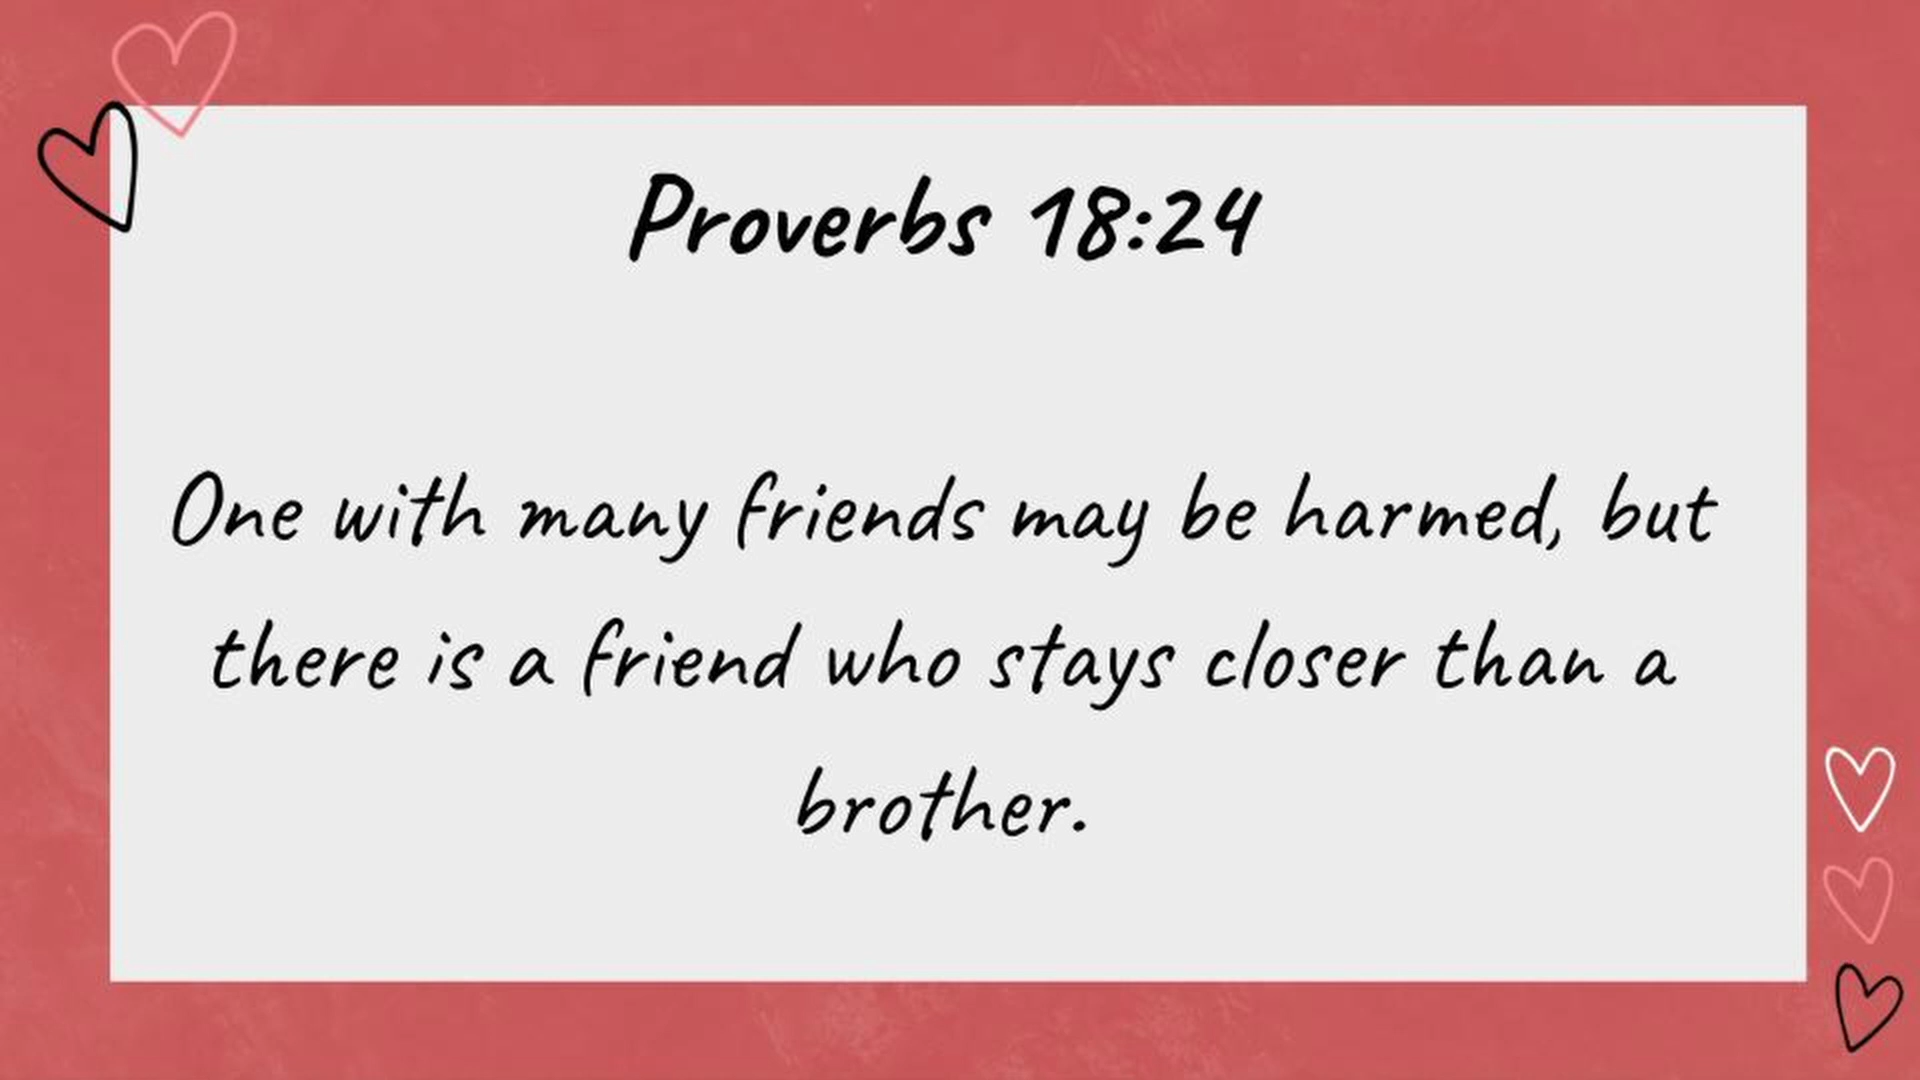 Proverbs 18:24
One with many friends may be harmed, but
there is a friend who stays closer than a
brother.